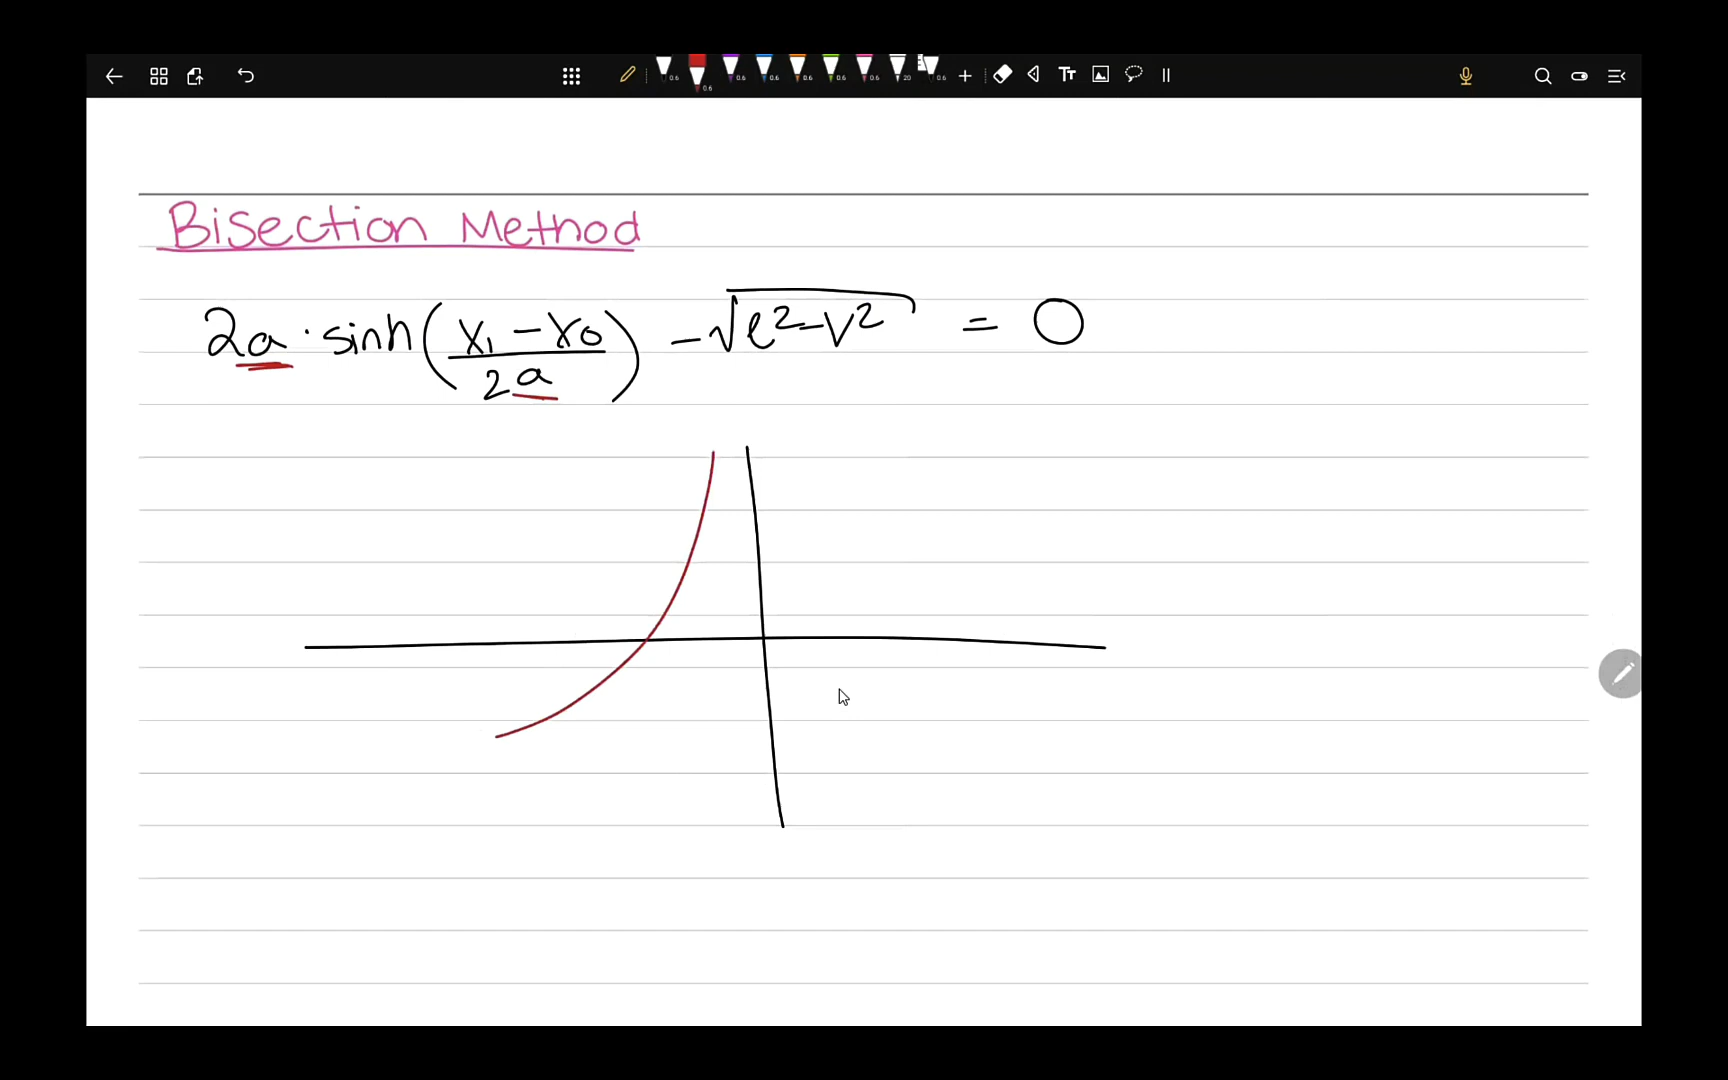 Bisection Method
2a · sinh(x₁ - x₀ / 2a) - √(l² - v²) = 0